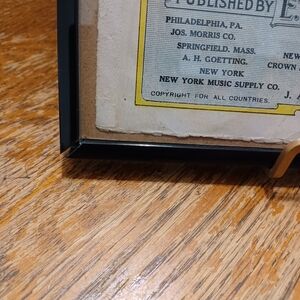 PUBLISHED BY
PHILADELPHIA, PA.
JOS. MORRIS CO.
SPRINGFIELD. MASS.
A. H. GOETTING.
NEW YORK
NEW YORK MUSIC SUPPLY CO.
COPYRIGHT FOR ALL COUNTRIES.
CROWN
J.